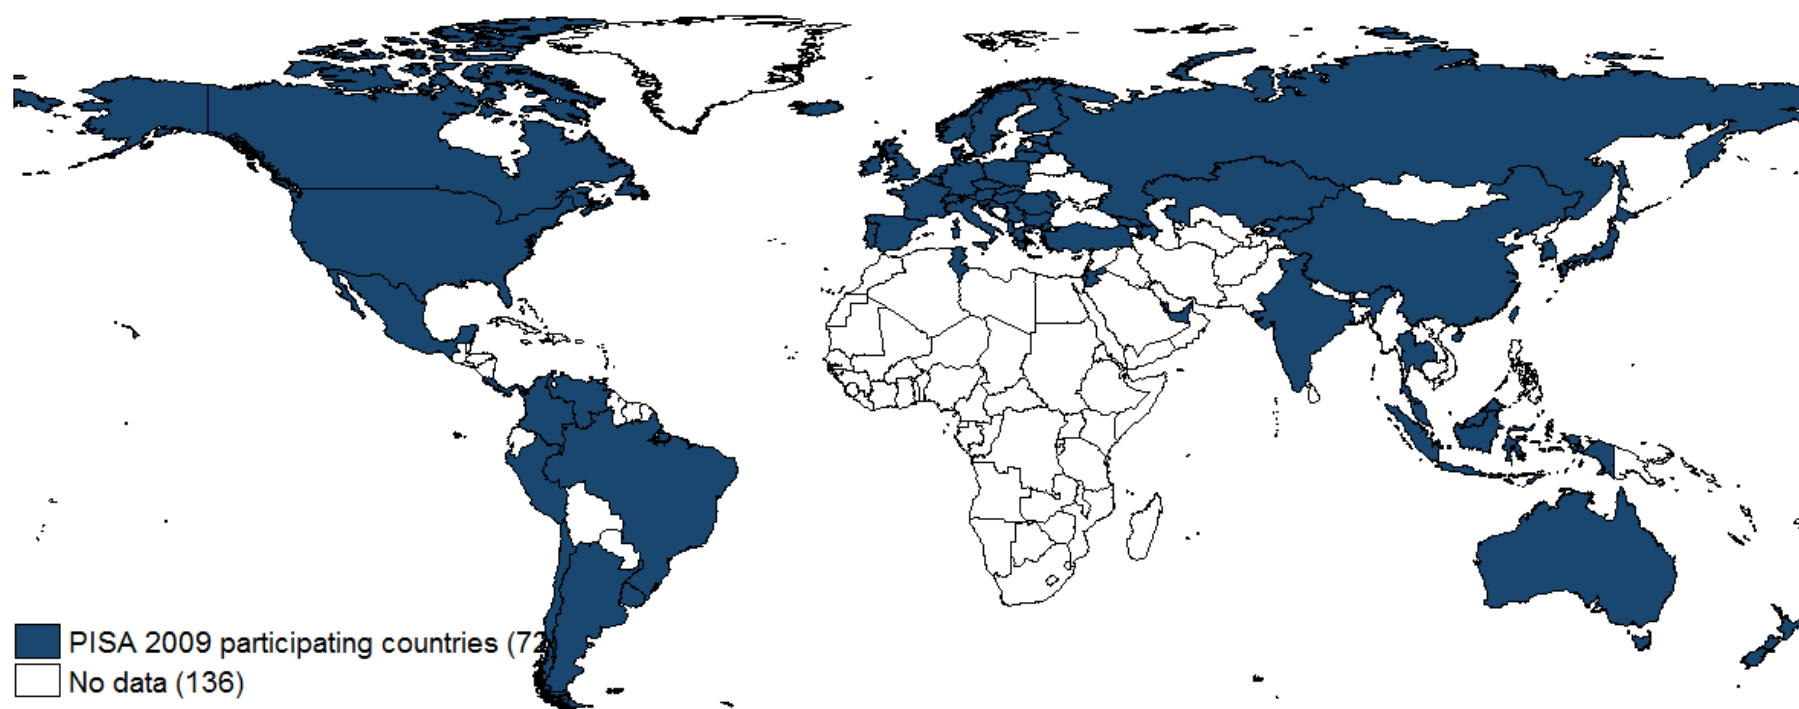 PISA 2009 participating countries (72
No data (136)